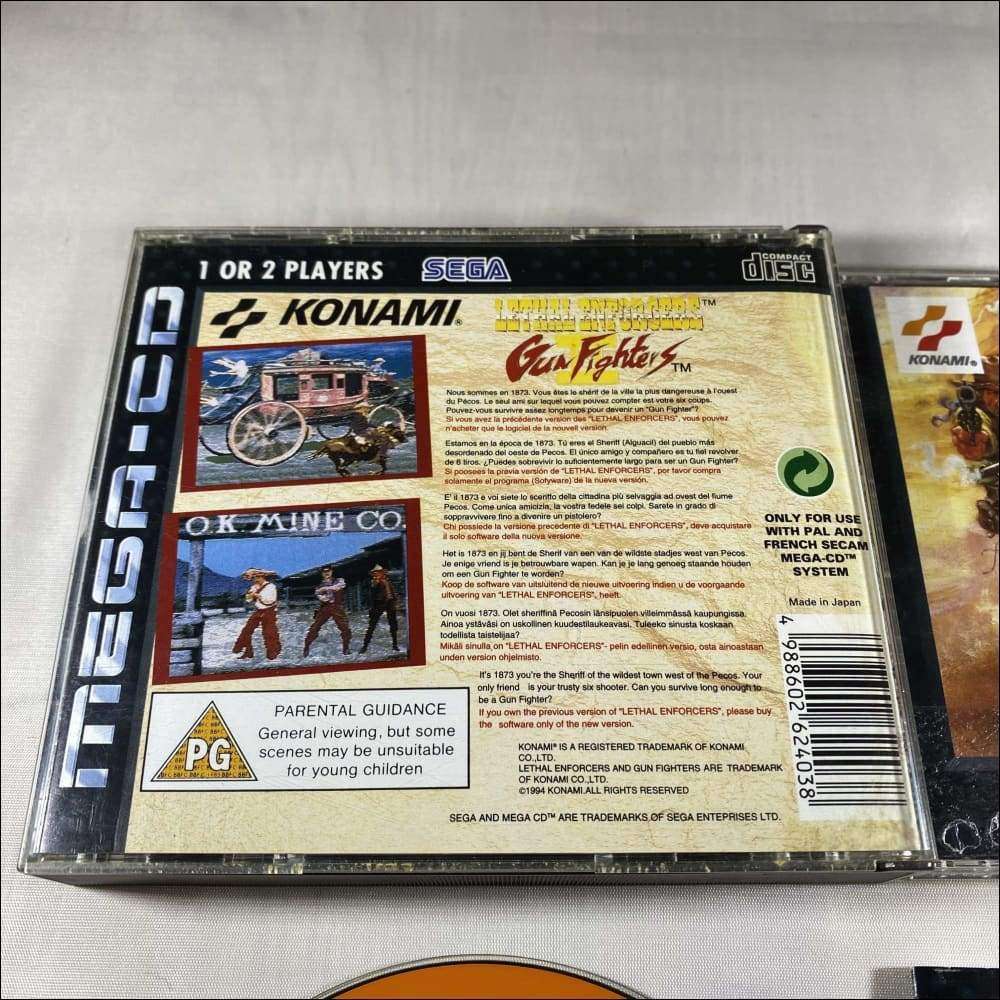 1 OR 2 PLAYERS SEGA COMPACT disc
MEGA-CD
KONAMI®
LETHAL ENFORCERS™
II
Gun Fighters™
KONAMI®
Nous sommes en 1873. Vous êtes le shérif de la ville la plus dangereuse à l'ouest
du Pécos. Le seul ami sur lequel vous pouvez compter est votre six coups.
Pouvez-vous survivre assez longtemps pour devenir un "Gun Fighter"?
Si vous avez la précédente version des "LETHAL ENFORCERS", vous pouvez
n'acheter que le logiciel de la nouvell version.
Estamos en la época de 1873. Tú eres el Sheriff (Alguacil) del pueblo más
desordenado del oeste de Pecos. El único amigo y compañero es tu fiel revolver
de 6 tiros. ¿Puedes sobrevivir lo suficientemente largo para ser un Gun Fighter?
Si poosees la previa versión de "LETHAL ENFORCERS", por favor compra
solamente el programa (Sofyware) de la nueva versión.
E' il 1873 e voi siete lo sceriffo della cittadina più selvaggia ad ovest del fiume
Pecos. Come unica amicizia, la vostra fedele sei colpi. Sarete in grado di
soppravvivere fino a divenire un pistolero?
Chi possiede la versione precedente di "LETHAL ENFORCERS", deve acquistare
il solo software della nuova versione.
Het is 1873 en jij bent de Sherif van een van de wildste stadjes west van Pecos.
Je enige vriend is je betrouwbare wapen. Kan je je lang genoeg staande houden
om een Gun Fighter te worden?
Koop de software van uitsluitend de nieuwe uitvoering indien u de voorgaande
uitvoering van "LETHAL ENFORCERS", heeft.
On vuosi 1873. Olet sheriffinä Pecosin länsipuolen villeimmässä kaupungissa.
Ainoa ystäväsi on uskollinen kuudestilaukeavasi. Tuleeko sinusta koskaan
todellista taistelijaa?
Mikäli sinulla on "LETHAL ENFORCERS"- pelin edellinen versio, osta ainoastaan
unden version ohjelmisto.
It's 1873 you're the Sheriff of the wildest town west of the Pecos. Your
only friend is your trusty six shooter. Can you survive long enough to
be a Gun Fighter?
If you own the previous version of "LETHAL ENFORCERS", please buy
the software only of the new version.
O.K. MINE CO.
ONLY FOR USE
WITH PAL AND
FRENCH SECAM
MEGA-CD™
SYSTEM
Made in Japan
4 988602 624038
PG
PARENTAL GUIDANCE
General viewing, but some
scenes may be unsuitable
for young children
KONAMI® IS A REGISTERED TRADEMARK OF KONAMI
CO.,LTD.
LETHAL ENFORCERS AND GUN FIGHTERS ARE TRADEMARK
OF KONAMI CO.,LTD.
©1994 KONAMI.ALL RIGHTS RESERVED
SEGA AND MEGA CD™ ARE TRADEMARKS OF SEGA ENTEPRISES LTD.